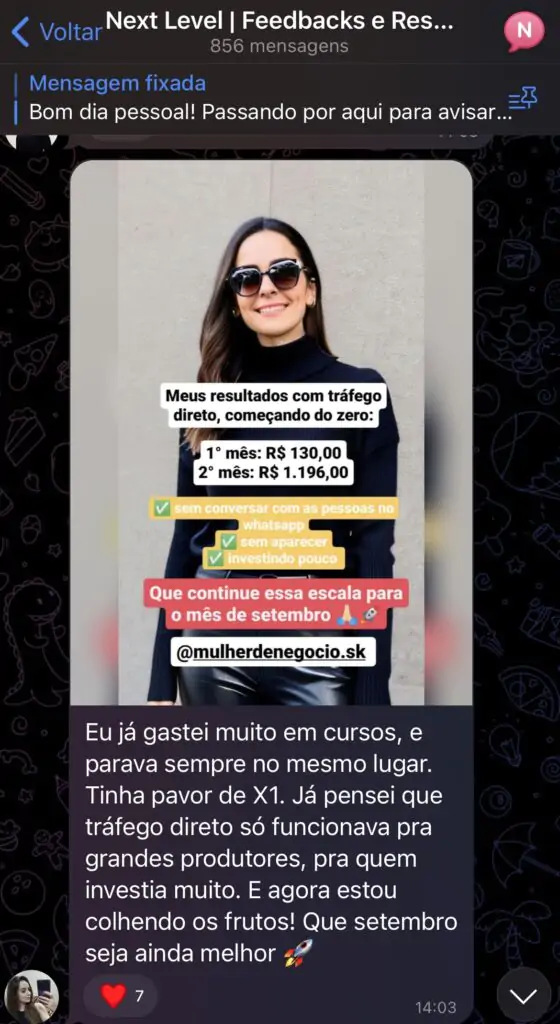 Voltar
Next Level | Feedbacks e Res...
856 mensagens
N
Mensagem fixada
Bom dia pessoal! Passando por aqui para avisar...
Meus resultados com tráfego
direto, começando do zero:
1° mês: R$ 130,00
2° mês: R$ 1.196,00
✅ sem conversar com as pessoas no
whatsapp
✅ sem aparecer
✅ investindo pouco
Que continue essa escala para
o mês de setembro 🙏🏼🚀
@mulherdenegocio.sk
Eu já gastei muito em cursos, e
parava sempre no mesmo lugar.
Tinha pavor de X1. Já pensei que
tráfego direto só funcionava pra
grandes produtores, pra quem
investia muito. E agora estou
colhendo os frutos! Que setembro
seja ainda melhor 🚀
❤️ 7
14:03